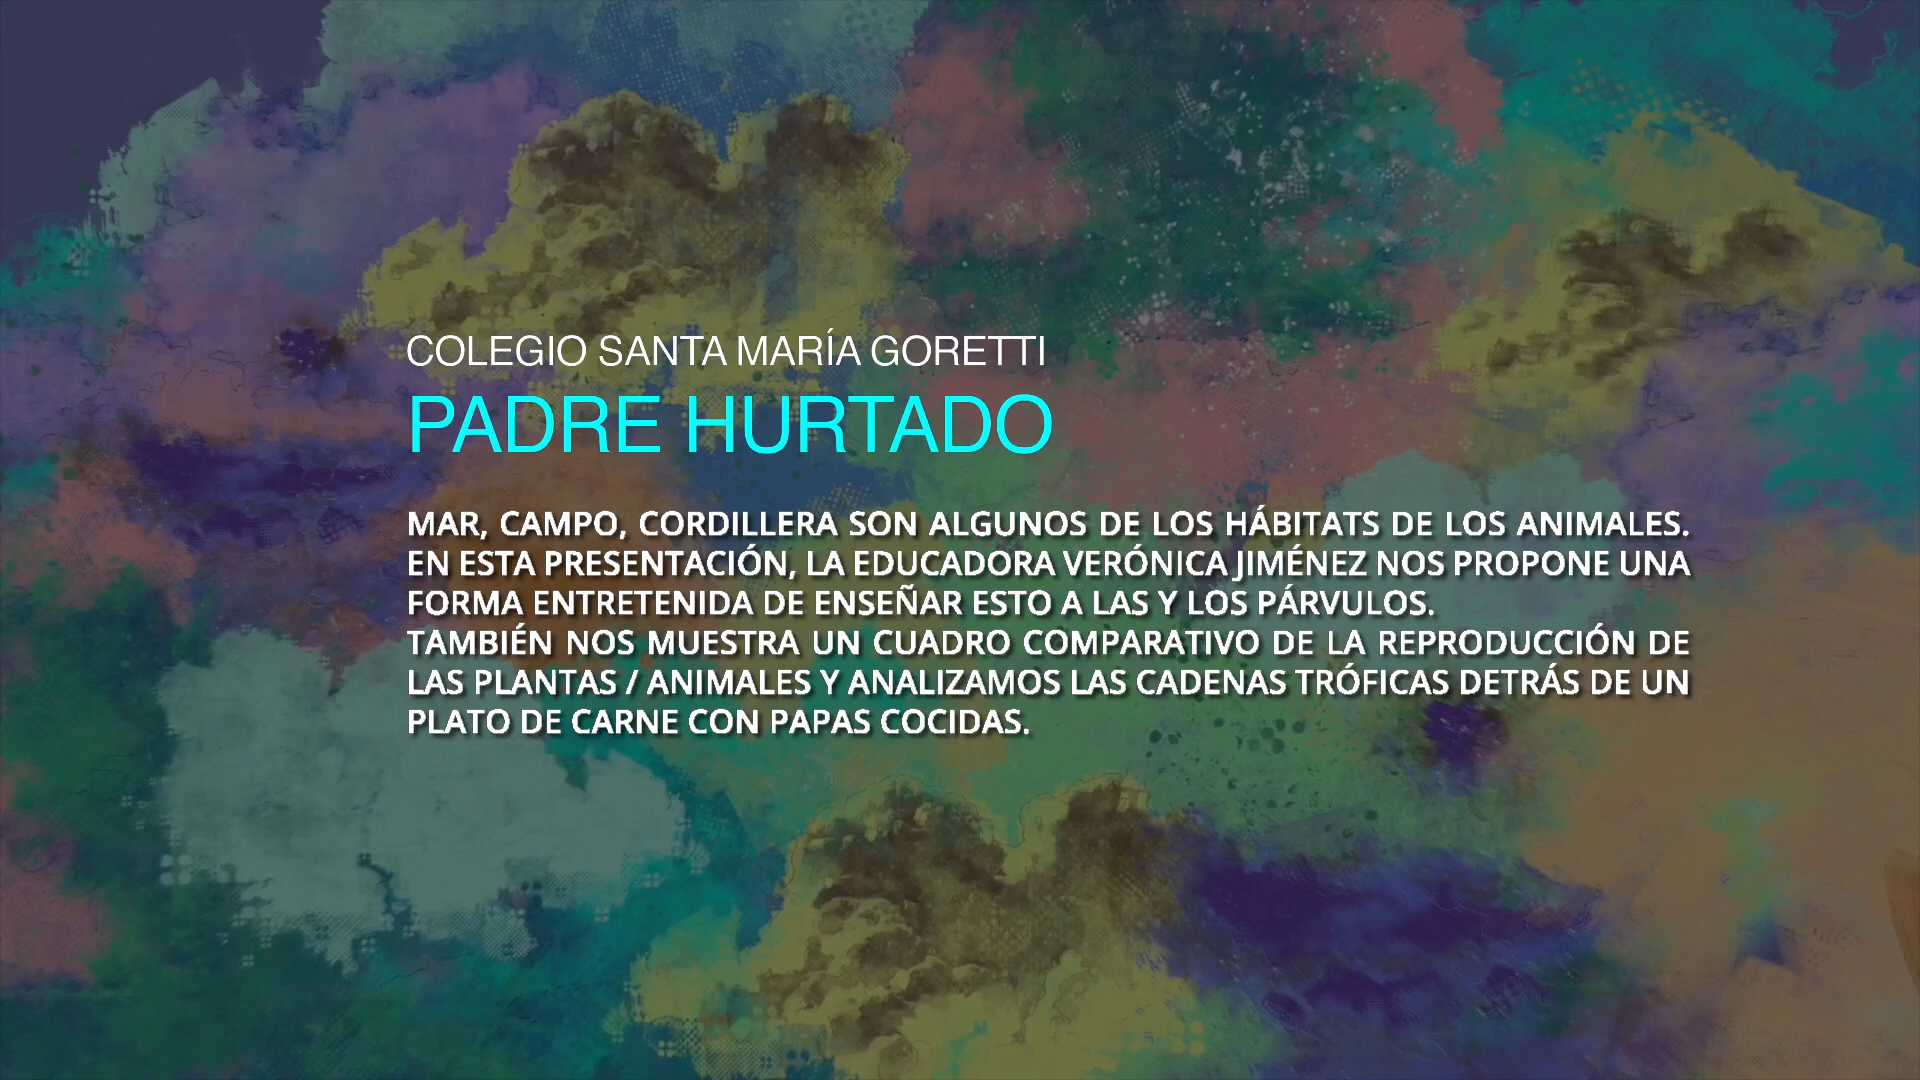 COLEGIO SANTA MARÍA GORETTI
PADRE HURTADO
MAR, CAMPO, CORDILLERA SON ALGUNOS DE LOS HÁBITATS DE LOS ANIMALES.
EN ESTA PRESENTACIÓN, LA EDUCADORA VERÓNICA JIMÉNEZ NOS PROPONE UNA
FORMA ENTRETENIDA DE ENSEÑAR ESTO A LAS Y LOS PÁRVULOS.
TAMBIÉN NOS MUESTRA UN CUADRO COMPARATIVO DE LA REPRODUCCIÓN DE
LAS PLANTAS / ANIMALES Y ANALIZAMOS LAS CADENAS TRÓFICAS DETRÁS DE UN
PLATO DE CARNE CON PAPAS COCIDAS.